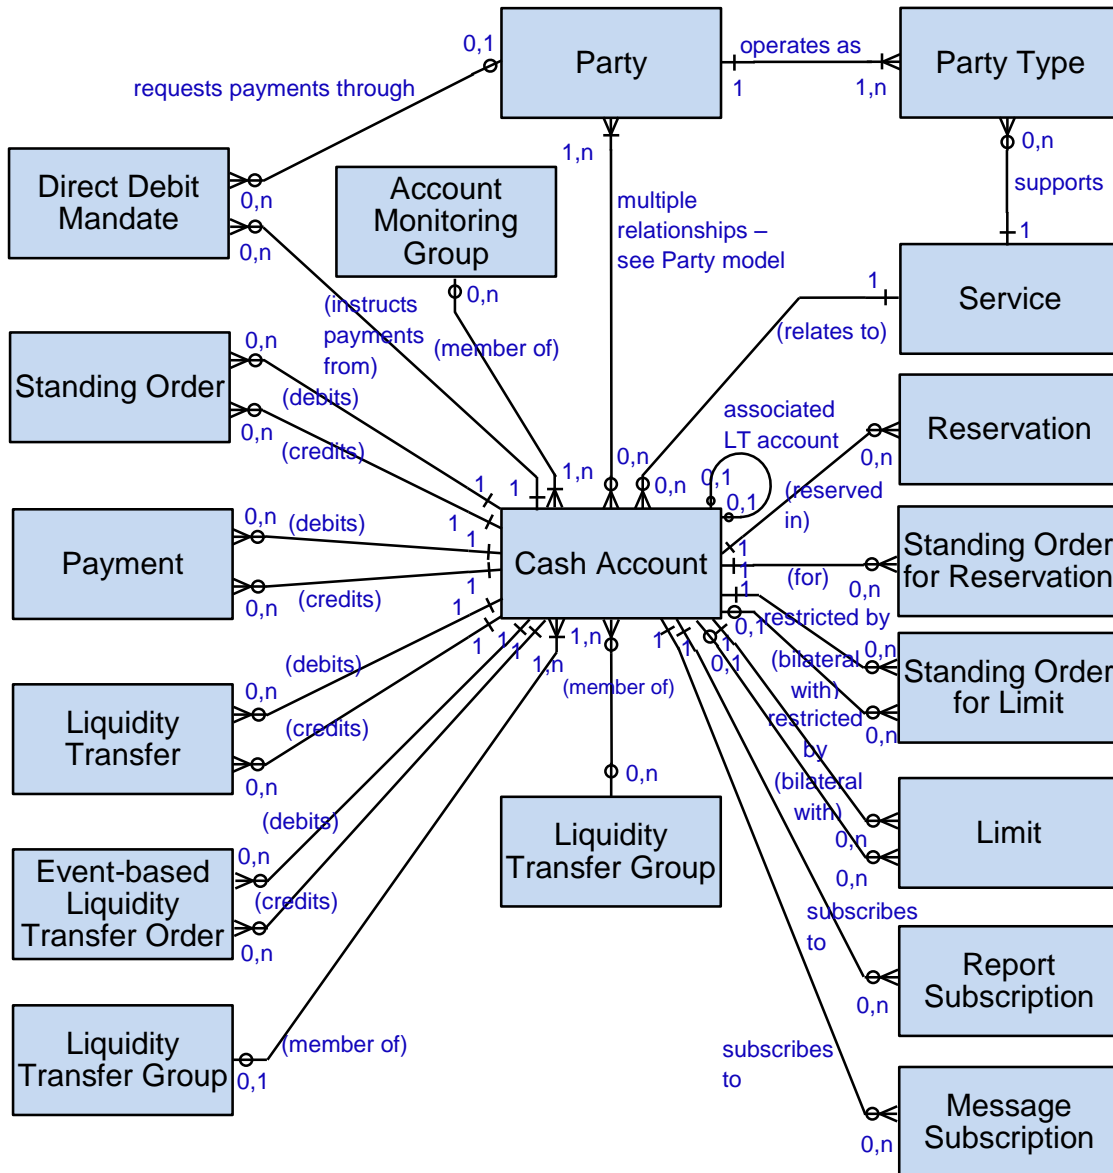 0,1
Party
operates as
1
1,n
Party Type
requests payments through
1,n
0,n
supports
1
Direct Debit
Mandate
0,n
0,n
Account
Monitoring
Group
0,n
multiple
relationships –
see Party model
1
Service
(relates to)
(instructs
payments
from)
(member of)
Standing Order
0,n
0,n
(debits)
(credits)
associated
LT account
0,1
0,1
Reservation
0,n
(reserved
in)
1
1
1
1,n
0,n
0,n
Cash Account
Payment
0,n
0,n
(debits)
(credits)
1
1
1
1
Standing Order
for Reservation
(for)
0,n
1
1
1
0,1
restricted by
(bilateral
with)
0,n
0,n
Standing Order
for Limit
Liquidity
Transfer
0,n
0,n
(debits)
(credits)
1
1
1
1,n
1,n
(member of)
0,n
1
1
0,1
restricted
by
(bilateral
with)
0,n
0,n
Limit
Event-based
Liquidity
Transfer Order
0,n
0,n
(debits)
(credits)
Liquidity
Transfer Group
subscribes
to
0,n
Report
Subscription
Liquidity
Transfer Group
0,1
(member of)
subscribes
to
0,n
Message
Subscription